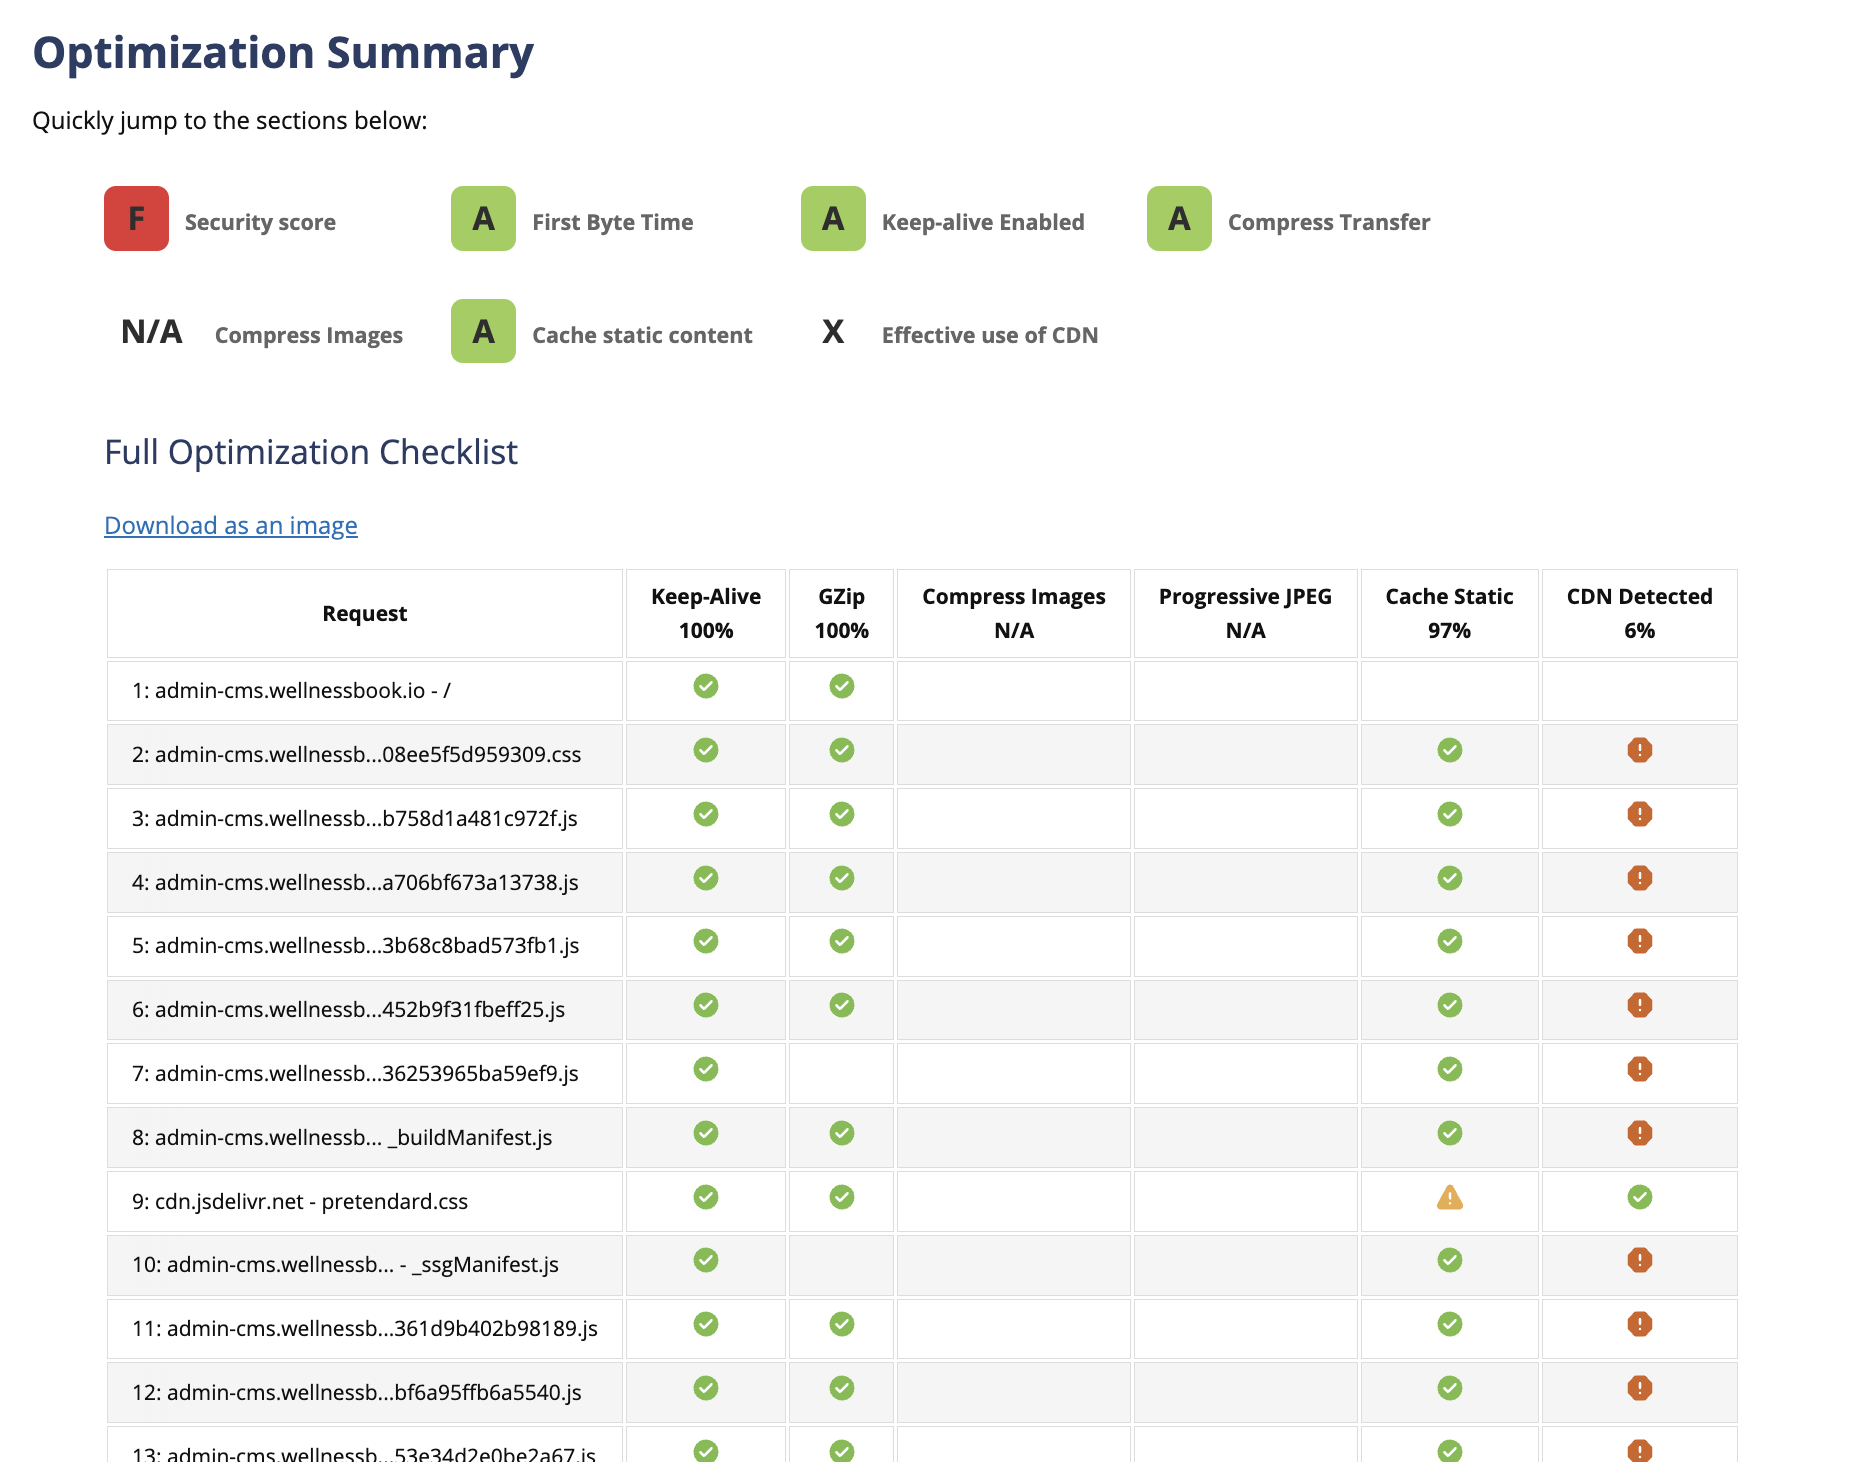 Optimization Summary
Quickly jump to the sections below:
F Security score A First Byte Time A Keep-alive Enabled A Compress Transfer
N/A Compress Images A Cache static content X Effective use of CDN
Full Optimization Checklist
Download as an image
Request Keep-Alive 100% GZip 100% Compress Images N/A Progressive JPEG N/A Cache Static 97% CDN Detected 6%
1: admin-cms.wellnessbook.io - /
2: admin-cms.wellnessb...08ee5f5d959309.css
3: admin-cms.wellnessb...b758d1a481c972f.js
4: admin-cms.wellnessb...a706bf673a13738.js
5: admin-cms.wellnessb...3b68c8bad573fb1.js
6: admin-cms.wellnessb...452b9f31fbeff25.js
7: admin-cms.wellnessb...36253965ba59ef9.js
8: admin-cms.wellnessb... _buildManifest.js
9: cdn.jsdelivr.net - pretendard.css
10: admin-cms.wellnessb... - _ssgManifest.js
11: admin-cms.wellnessb...361d9b402b98189.js
12: admin-cms.wellnessb...bf6a95ffb6a5540.js
13: admin-cms.wellnessb...53e34d2e0be2a67.js